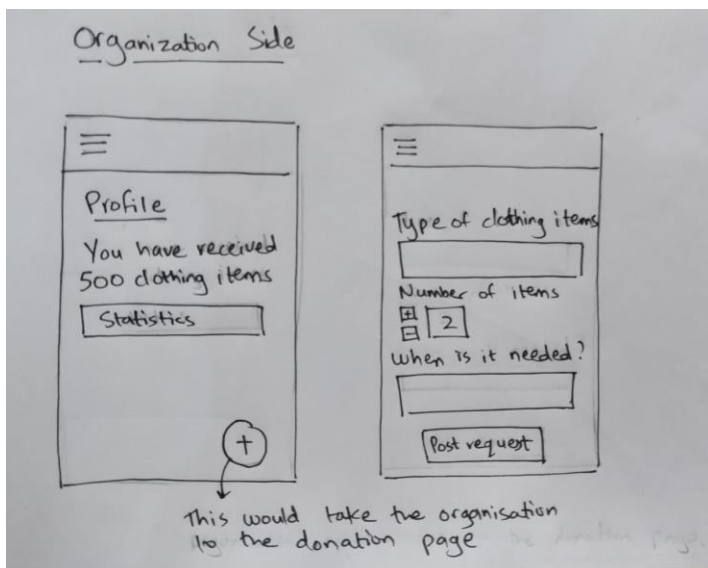 Organization Side
Profile
You have received
500 clothing items
Statistics
+
Type of clothing items
Number of items
+
2
-
When is it needed?
Post request
This would take the organisation
to the donation page